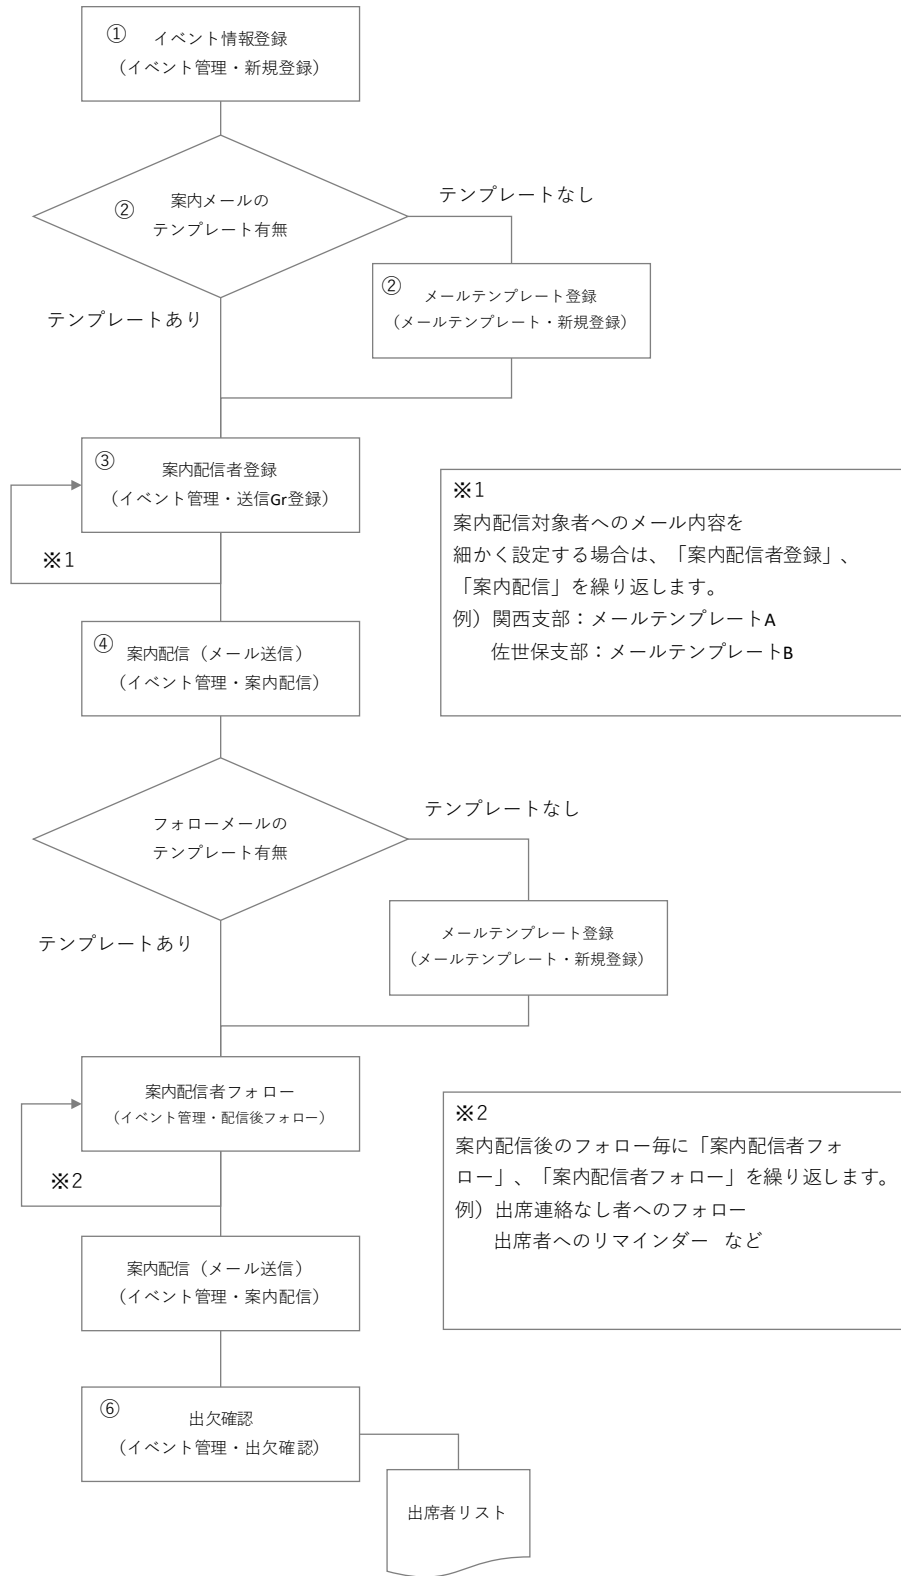 ① イベント情報登録
（イベント管理・新規登録）
② 案内メールの
テンプレート有無
テンプレートなし
② メールテンプレート登録
（メールテンプレート・新規登録）
テンプレートあり
③ 案内配信者登録
（イベント管理・送信Gr登録）
※1
※1
案内配信対象者へのメール内容を
細かく設定する場合は、「案内配信者登録」、
「案内配信」を繰り返します。
例）関西支部：メールテンプレートA
佐世保支部：メールテンプレートB
④ 案内配信（メール送信）
（イベント管理・案内配信）
フォローメールの
テンプレート有無
テンプレートなし
メールテンプレート登録
（メールテンプレート・新規登録）
テンプレートあり
案内配信者フォロー
（イベント管理・配信後フォロー）
※2
※2
案内配信後のフォロー毎に「案内配信者フォ
ロー」、「案内配信者フォロー」を繰り返します。
例）出席連絡なし者へのフォロー
出席者へのリマインダー など
案内配信（メール送信）
（イベント管理・案内配信）
⑥ 出欠確認
（イベント管理・出欠確認）
出席者リスト